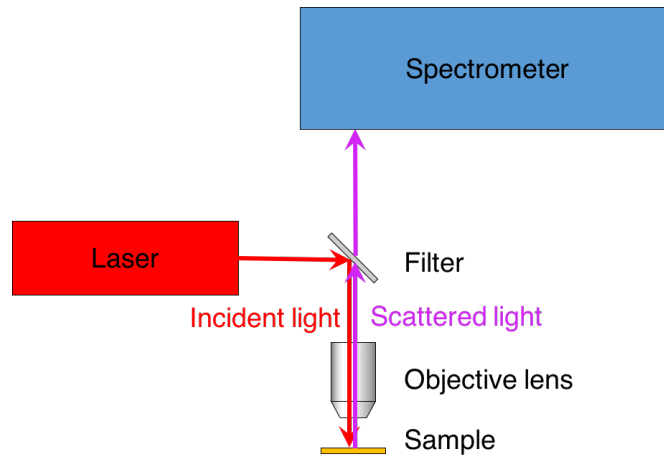 Spectrometer
Laser
Filter
Incident light
Scattered light
Objective lens
Sample